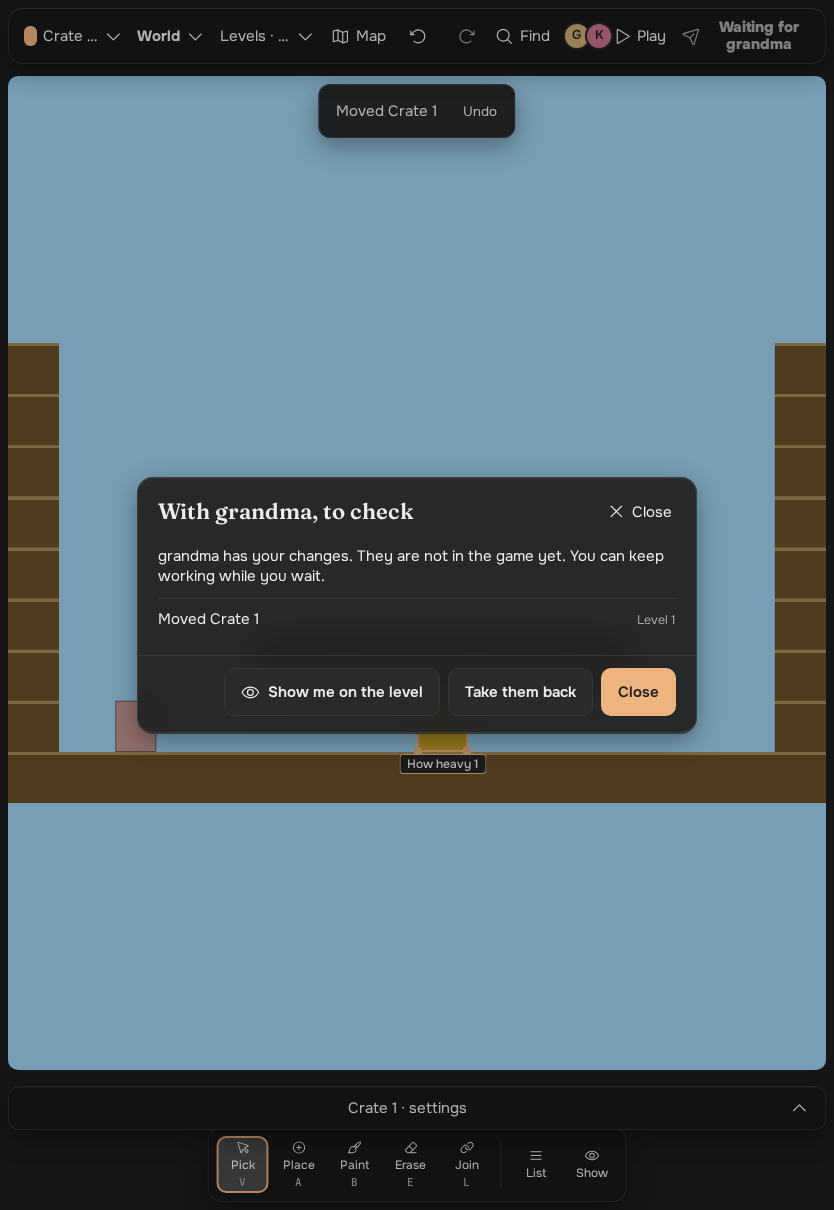 Crate ...
World
Levels · ...
Map
Find
G
K
Play
Waiting for
grandma
Moved Crate 1
Undo
With grandma, to check
Close
grandma has your changes. They are not in the game yet. You can keep
working while you wait.
Moved Crate 1
Level 1
Show me on the level
Take them back
Close
How heavy 1
Crate 1 · settings
Pick
Place
Paint
Erase
Join
List
Show
V
A
B
E
L